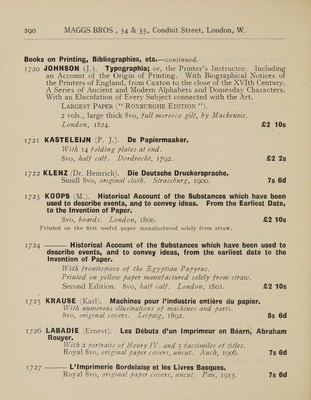 290 MAGGS BROS , 34 & 35, Conduit Street, London, W.
Books on Printing, Bibliographies, etc.—continued.
1720 JOHNSON (J.). Typographia; or, the Printer's Instructor. Including
an Account of the Origin of Printing. With Biographical Notices of
the Printers of England, from Caxton to the close of the XVIth Century.
A Series of Ancient and Modern Alphabets and Domesday Characters.
With an Elucidation of Every Subject connected with the Art.
LARGEST PAPER (" ROXBURGHE EDITION ").
2 vols., large thick 8vo, full morocco gilt, by Mackenzie.
London, 1824. £2 10s
1721 KASTELEIJN (P. J.). De Papiermaaker.
With 14 folding plates at end.
8vo, half calf. Dordrecht, 1792. £2 2s
1722 KLENZ (Dr. Heinrich). Die Deutsche Druckersprache.
Small 8vo, original cloth. Strassburg, 1900. 7s 6d
1723 KOOPS (M.). Historical Account of the Substances which have been
used to describe events, and to convey ideas. From the Earliest Date,
to the Invention of Paper.
8vo, boards. London, 1800. £2 10s
Printed on the first useful paper manufactured solely from straw.
1724 ——— Historical Account of the Substances which have been used to
describe events, and to convey ideas, from the earliest date to the
Invention of Paper.
With frontispiece of the Egyptian Papyrus.
Printed on yellow paper manufactured solely from straw.
Second Edition. 8vo, half calf. London, 1801. £2 10s
1725 KRAUSE (Karl). Machines pour l'industrie entière du papier.
With numerous illustrations of machines and parts.
8vo, original covers. Leipzig, 1892. 8s 6d
1726 LABADIE (Ernest). Les Débuts d'un Imprimeur en Béarn, Abraham
Rouyer.
With 2 portraits of Henry IV. and 5 facsimiles of titles.
Royal 8vo, original paper covers, uncut. Auch, 1906. 7s 6d
1727 ——— L'Imprimerie Bordelaise et les Livres Basques.
Royal 8vo, original paper covers, uncut. Pau, 1913. 7s 6d